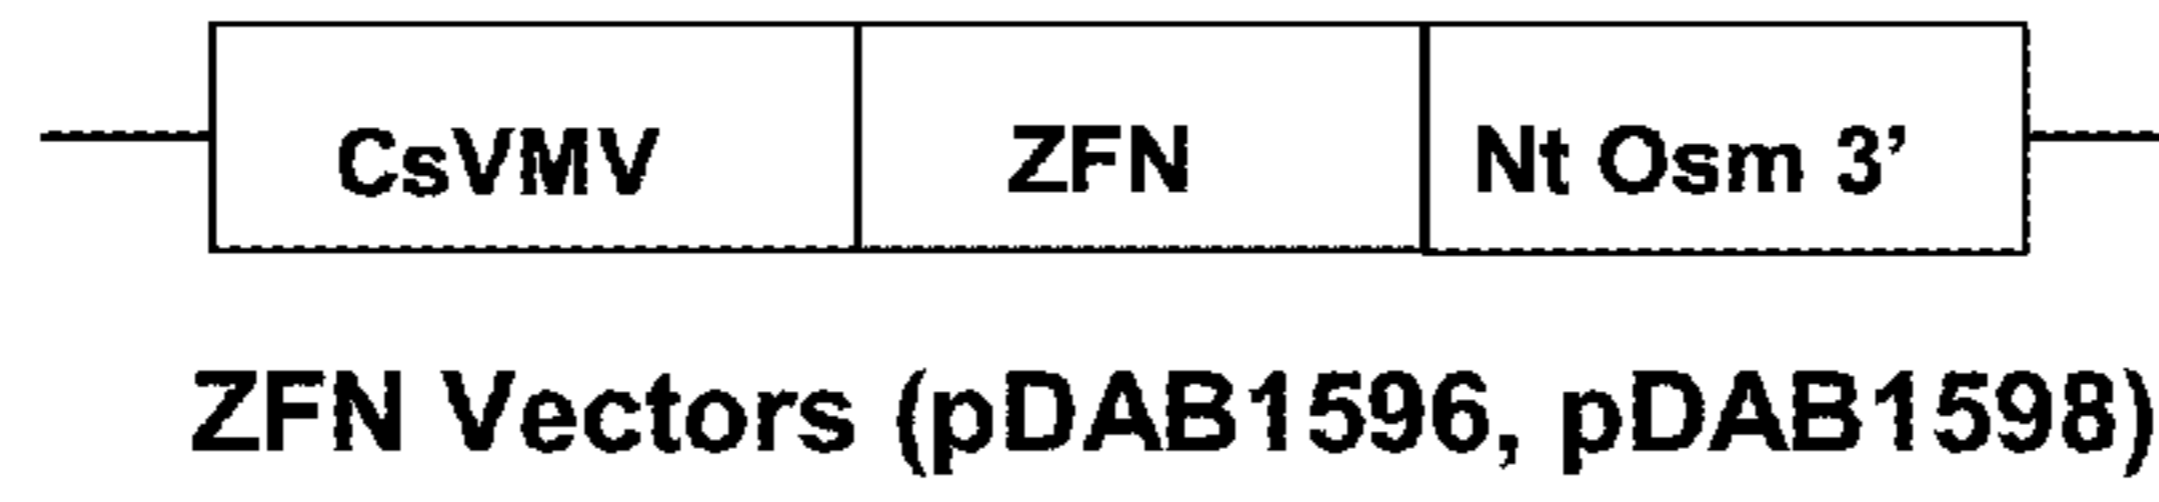 CsVMV ZFN Nt Osm 3’
ZFN Vectors (pDAB1596, pDAB1598)